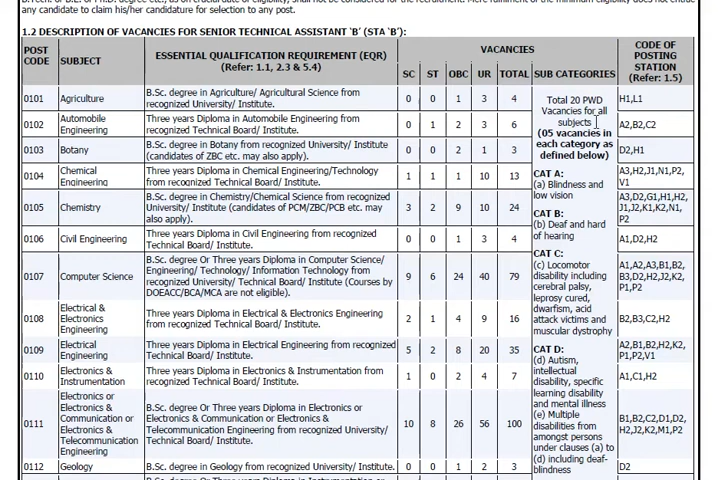 any candidate to claim his/her candidature for selection to any post.
1.2 DESCRIPTION OF VACANCIES FOR SENIOR TECHNICAL ASSISTANT 'B' (STA 'B'):
POST CODE SUBJECT ESSENTIAL QUALIFICATION REQUIREMENT (EQR) (Refer: 1.1, 2.3 & 5.4) VACANCIES CODE OF POSTING STATION (Refer: 1.5)
SC ST OBC UR TOTAL SUB CATEGORIES
0101 Agriculture B.Sc. degree in Agriculture/ Agricultural Science from recognized University/ Institute. 0 0 1 3 4 H1,L1
0102 Automobile Engineering Three years Diploma in Automobile Engineering from recognized Technical Board/ Institute. 0 1 2 3 6 A2,B2,C2
0103 Botany B.Sc. degree in Botany from recognized University/ Institute (candidates of ZBC etc. may also apply). 0 0 2 1 3 D2,H1
0104 Chemical Engineering Three years Diploma in Chemical Engineering/Technology from recognized Technical Board/ Institute. 1 1 1 10 13 A3,H2,J1,N1,P2,V1
0105 Chemistry B.Sc. degree in Chemistry/Chemical Science from recognized University/ Institute (candidates of PCM/ZBC/PCB etc. may also apply). 3 2 9 10 24 A3,D2,G1,H1,H2,J1,J2,K1,K2,N1,P2
0106 Civil Engineering Three years Diploma in Civil Engineering from recognized Technical Board/ Institute. 0 0 1 3 4 A1,D2,H2
0107 Computer Science B.Sc. degree Or Three years Diploma in Computer Science/ Engineering/ Technology/ Information Technology from recognized University/ Technical Board/ Institute (Courses by DOEACC/BCA/MCA are not eligible). 9 6 24 40 79 A1,A2,A3,B1,B2,B3,D2,H2,J2,K2,P1,P2
0108 Electrical & Electronics Engineering Three years Diploma in Electrical & Electronics Engineering from recognized Technical Board/ Institute. 2 1 4 9 16 B2,B3,C2,H2
0109 Electrical Engineering Three years Diploma in Electrical Engineering from recognized Technical Board/ Institute. 5 2 8 20 35 A2,B1,B2,H2,K2,P1,P2,V1
0110 Electronics & Instrumentation Three years Diploma in Electronics & Instrumentation from recognized Technical Board/ Institute. 1 0 2 4 7 A1,C1,H2
0111 Electronics or Electronics & Communication or Electronics & Telecommunication Engineering B.Sc. degree Or Three years Diploma in Electronics or Electronics & Communication or Electronics & Telecommunication Engineering from recognized University/ Technical Board/ Institute. 10 8 26 56 100 B1,B2,C2,D1,D2,H2,J2,K2,M1,P2
0112 Geology B.Sc. degree in Geology from recognized University/ Institute. 0 0 1 2 3 D2
Total 20 PWD
Vacancies for all
subjects
(05 vacancies in
each category as
defined below)
CAT A:
(a) Blindness and
low vision
CAT B:
(b) Deaf and hard
of hearing
CAT C:
(c) Locomotor
disability including
cerebral palsy,
leprosy cured,
dwarfism, acid
attack victims and
muscular dystrophy
CAT D:
(d) Autism,
intellectual
disability, specific
learning disability
and mental illness
(e) Multiple
disabilities from
amongst persons
under clauses (a) to
(d) including deaf-
blindness